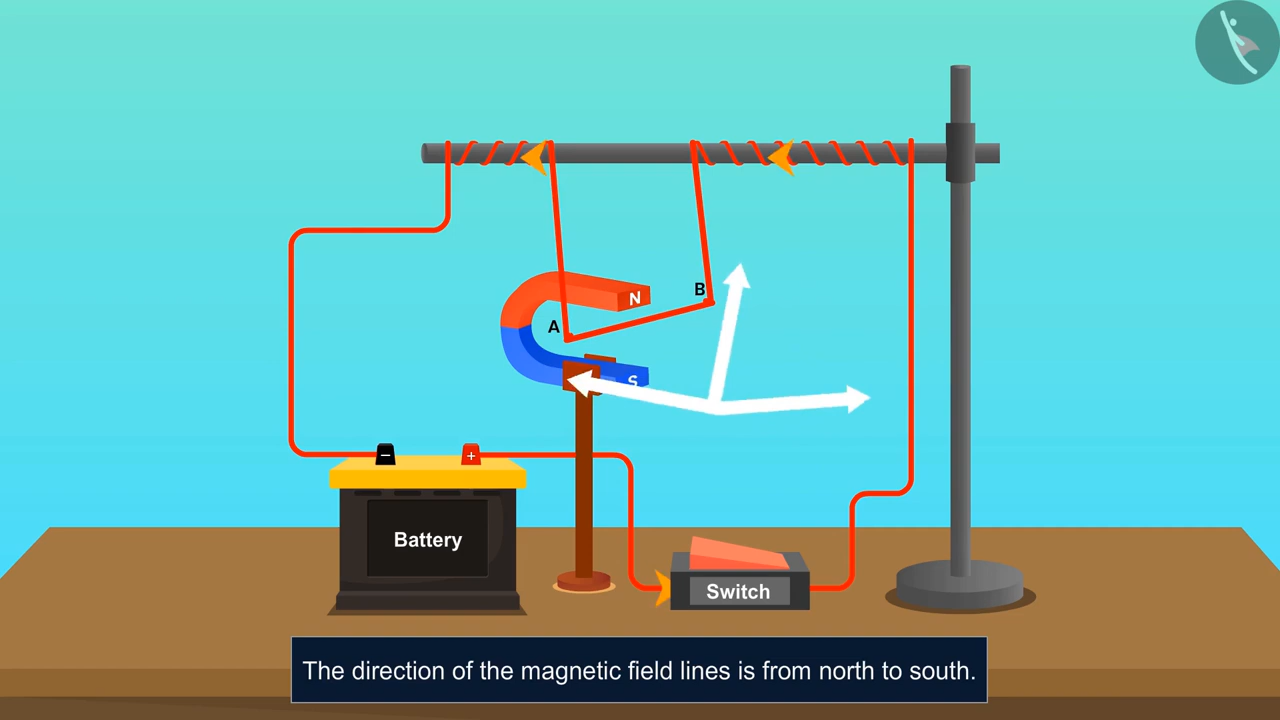 N
B
A
S
−
+
Battery
Switch
The direction of the magnetic field lines is from north to south.